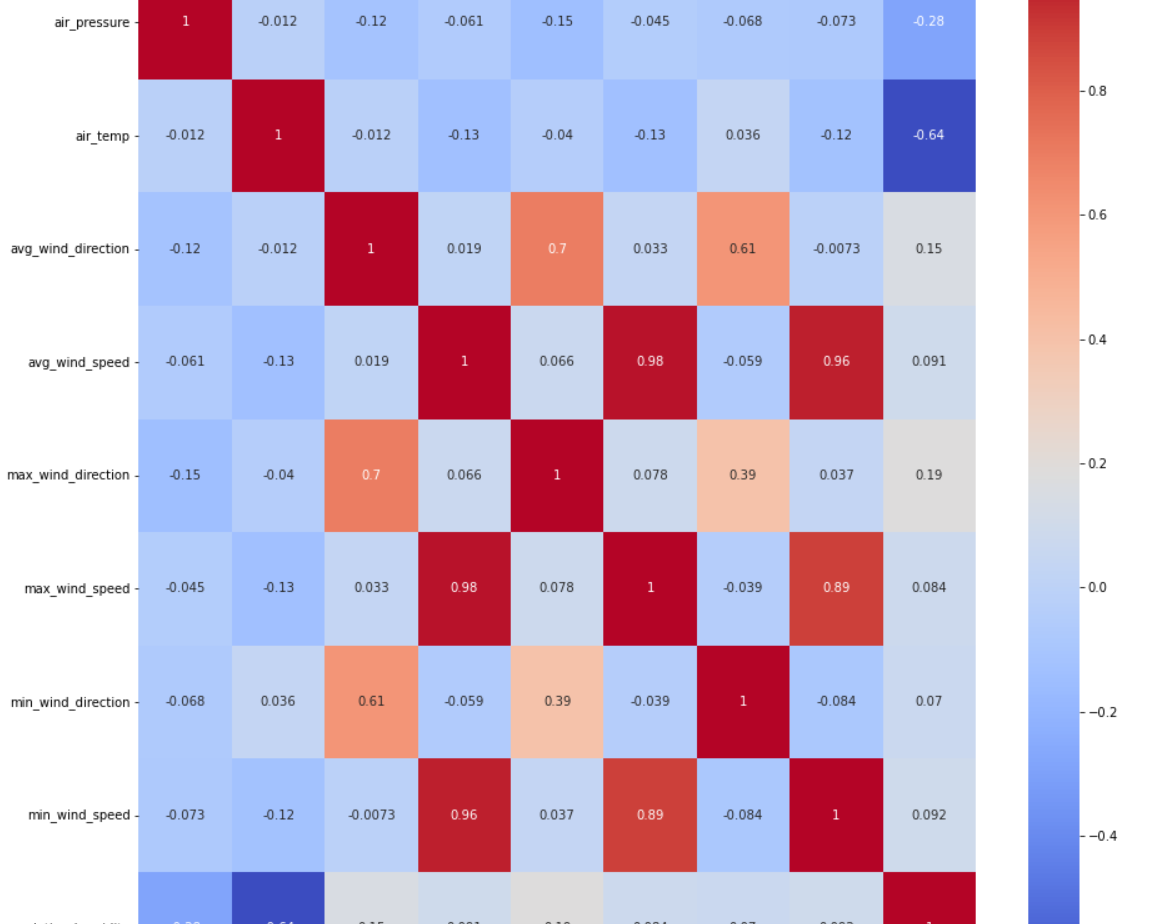 air_pressure 1 -0.012 -0.12 -0.061 -0.15 -0.045 -0.068 -0.073 -0.28
0.8
air_temp -0.012 1 -0.012 -0.13 -0.04 -0.13 0.036 -0.12 -0.64
0.6
avg_wind_direction -0.12 -0.012 1 0.019 0.7 0.033 0.61 -0.0073 0.15
0.4
avg_wind_speed -0.061 -0.13 0.019 1 0.066 0.98 -0.059 0.96 0.091
0.2
max_wind_direction -0.15 -0.04 0.7 0.066 1 0.078 0.39 0.037 0.19
0.0
max_wind_speed -0.045 -0.13 0.033 0.98 0.078 1 -0.039 0.89 0.084
min_wind_direction -0.068 0.036 0.61 -0.059 0.39 -0.039 1 -0.084 0.07
−0.2
min_wind_speed -0.073 -0.12 -0.0073 0.96 0.037 0.89 -0.084 1 0.092
−0.4